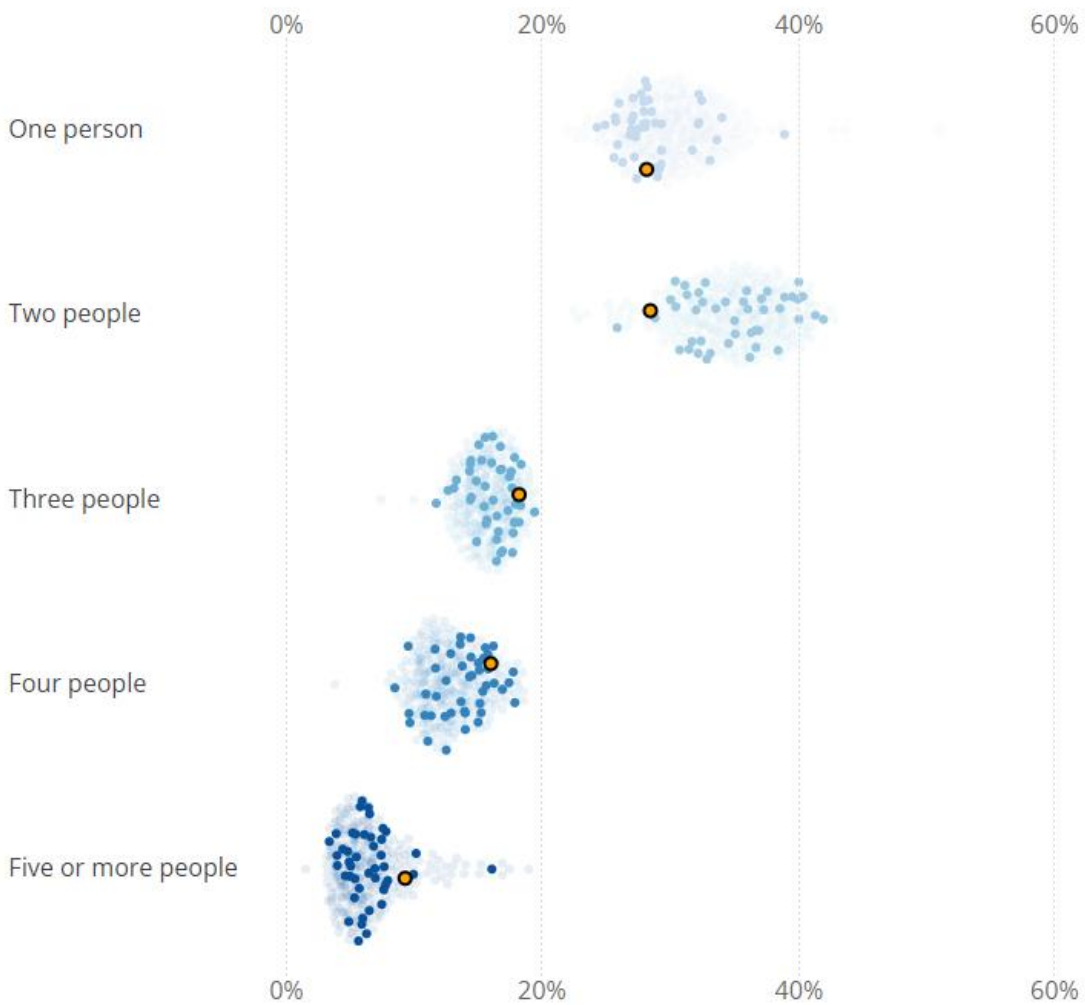 0% 20% 40% 60%
One person
Two people
Three people
Four people
Five or more people
0% 20% 40% 60%